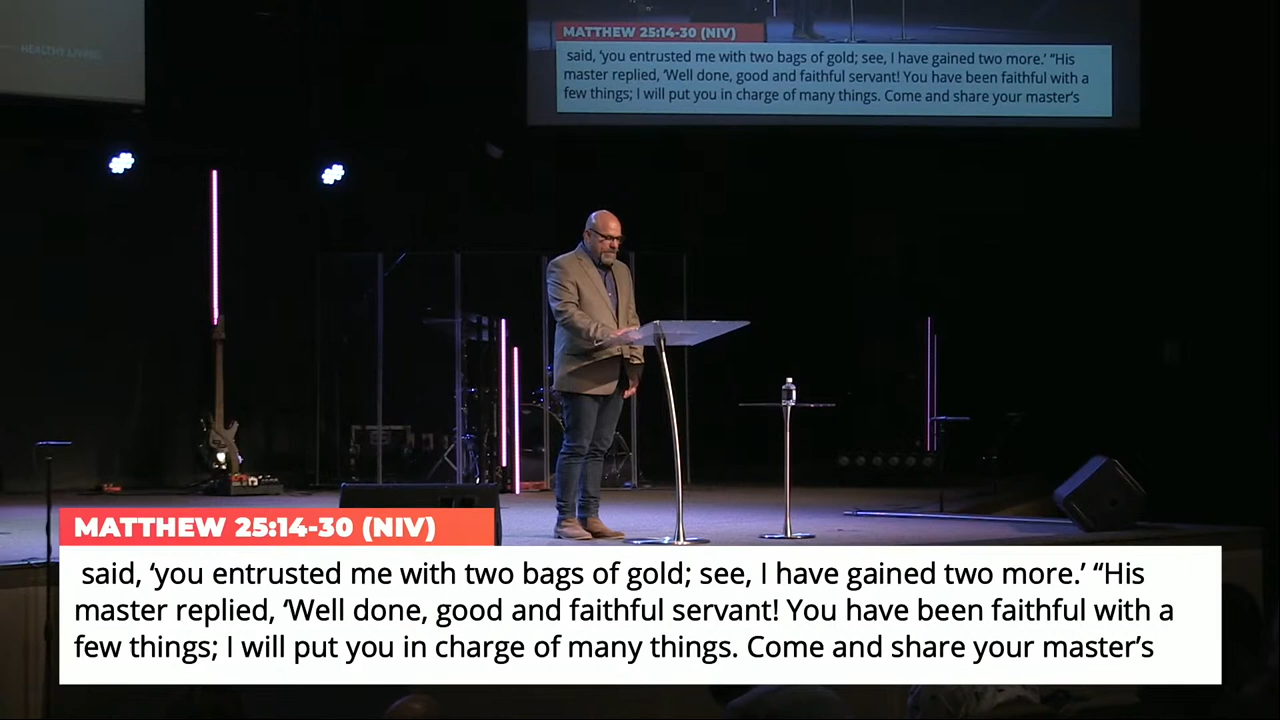 HEALTHY LIVING
MATTHEW 25:14-30 (NIV)
said, ‘you entrusted me with two bags of gold; see, I have gained two more.’ “His
master replied, ‘Well done, good and faithful servant! You have been faithful with a
few things; I will put you in charge of many things. Come and share your master’s
MATTHEW 25:14-30 (NIV)
said, ‘you entrusted me with two bags of gold; see, I have gained two more.’ “His
master replied, ‘Well done, good and faithful servant! You have been faithful with a
few things; I will put you in charge of many things. Come and share your master’s